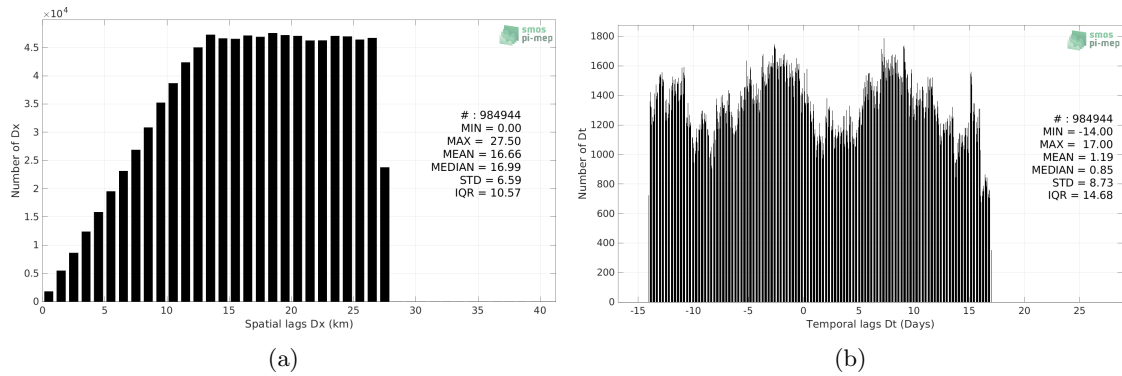 ×10⁴
5
4.5
4
3.5
3
2.5
2
1.5
1
0.5
0
Number of Dx
0 5 10 15 20 25 30 35 40
Spatial lags Dx (km)
smos
pi-mep
# : 984944
MIN = 0.00
MAX = 27.50
MEAN = 16.66
MEDIAN = 16.99
STD = 6.59
IQR = 10.57
(a)
1800
1600
1400
1200
1000
800
600
400
200
0
Number of Dt
-15 -10 -5 0 5 10 15 20 25
Temporal lags Dt (Days)
smos
pi-mep
# : 984944
MIN = -14.00
MAX = 17.00
MEAN = 1.19
MEDIAN = 0.85
STD = 8.73
IQR = 14.68
(b)